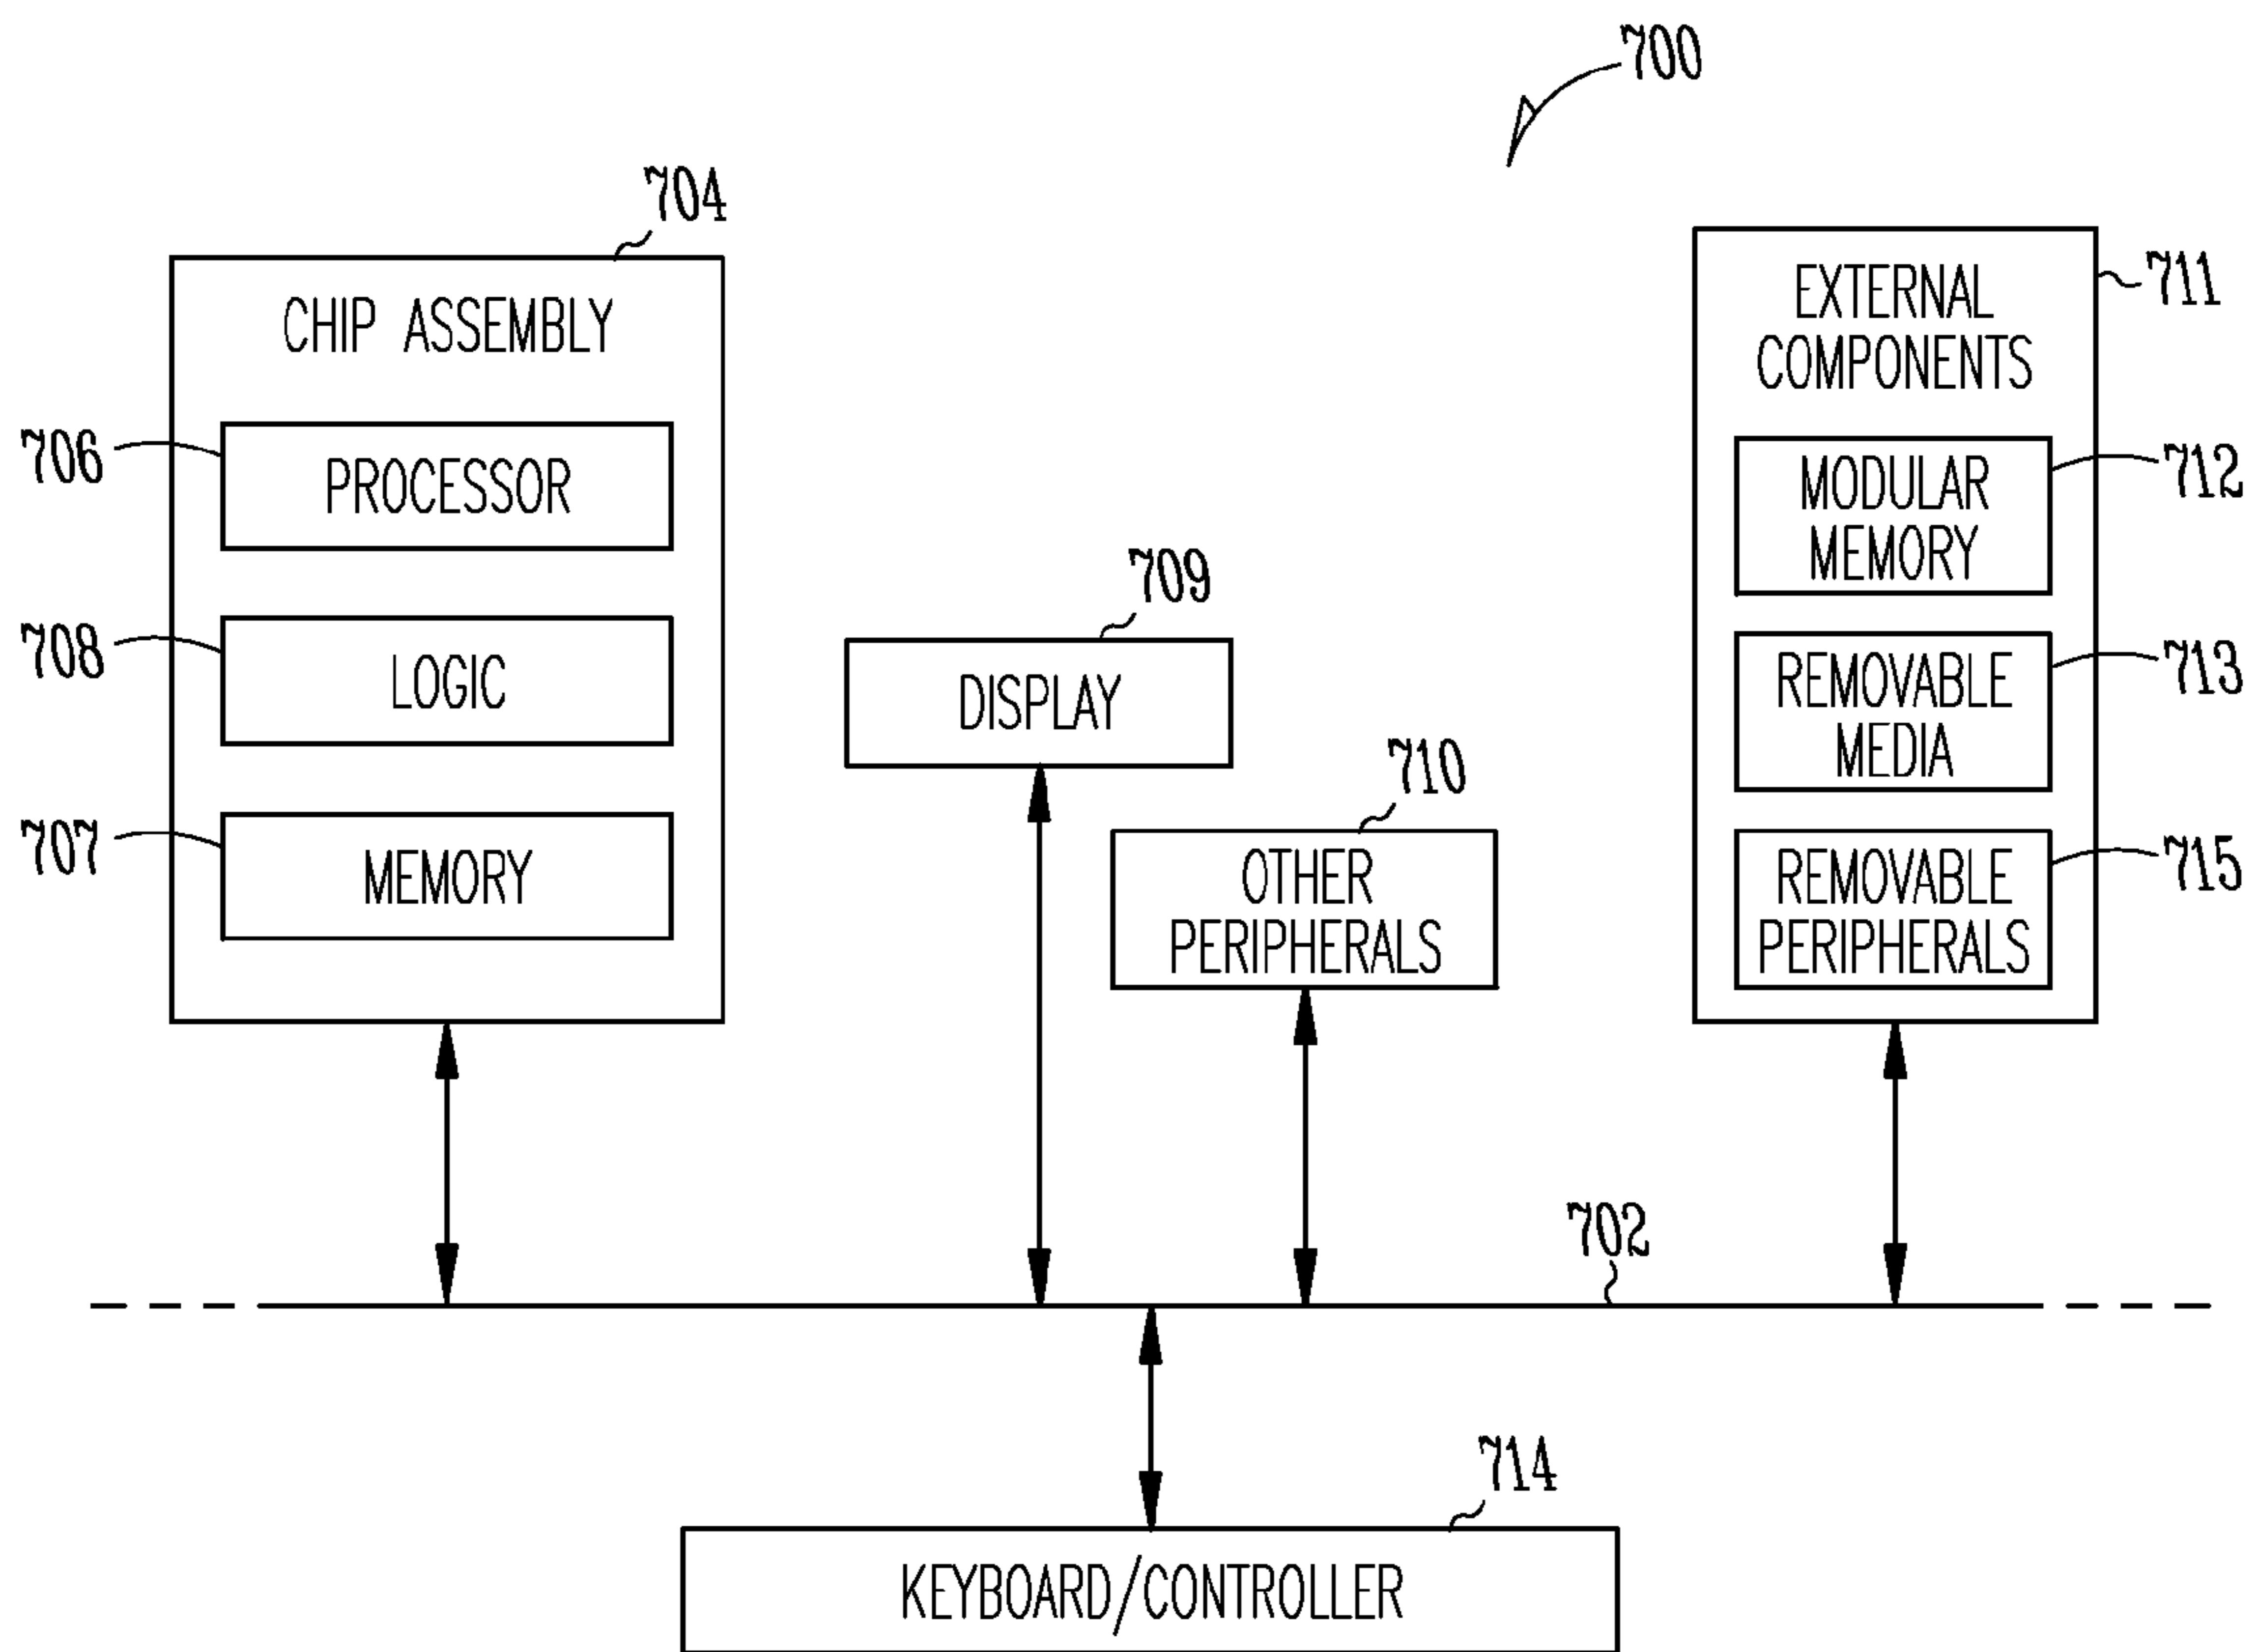 700
704
CHIP ASSEMBLY
706
PROCESSOR
708
LOGIC
707
MEMORY
709
DISPLAY
710
OTHER
PERIPHERALS
711
EXTERNAL
COMPONENTS
712
MODULAR
MEMORY
713
REMOVABLE
MEDIA
715
REMOVABLE
PERIPHERALS
702
714
KEYBOARD/CONTROLLER